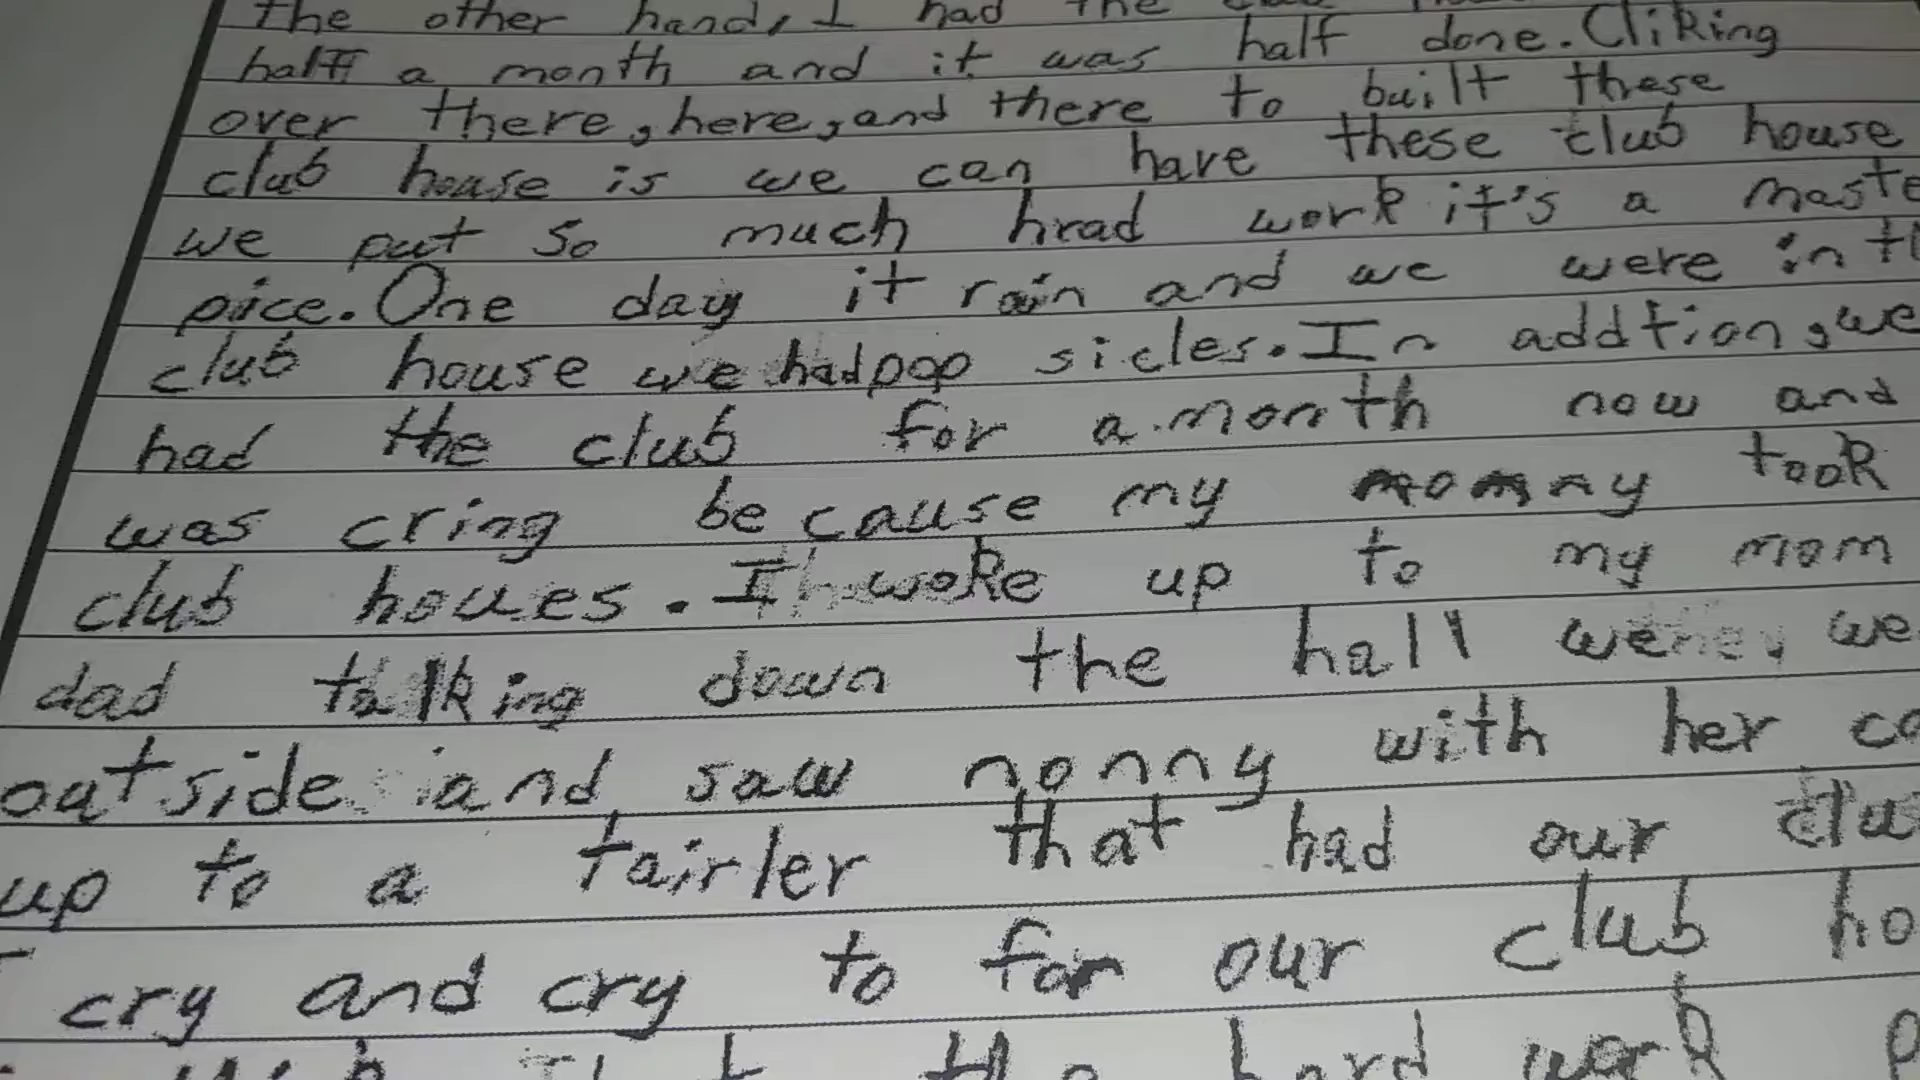 the other hand, I had the
half a month and it was half done. Cliking
over there, here, and there to built these
club house is we can have these club house
we put so much hrad work it's a maste
pice. One day it rain and we were in th
club house we had pop sicles. In addtion, we
had the club for a month now and
was cring be cause my nonny took
club houes. I woke up to my mom
dad talking down the hall we
outside and saw nonny with her co
up to a tairler that had our clu
I cry and cry to for our club ho
hard work